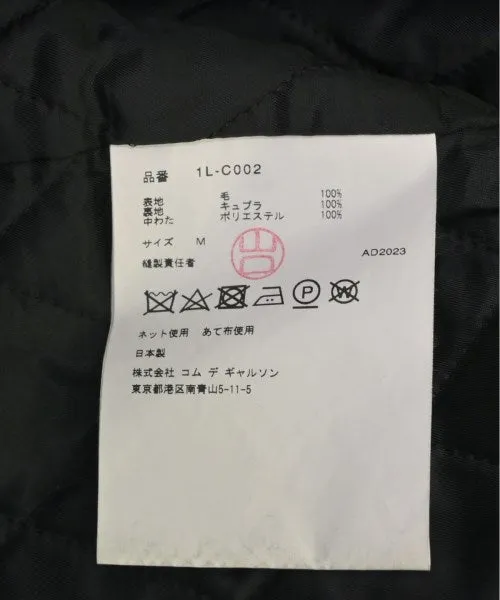 品番 1L-C002
表地 毛 100%
裏地 キュプラ 100%
中わた ポリエステル 100%
サイズ M
縫製責任者 山口
AD2023
P W
ネット使用 あて布使用
日本製
株式会社 コム デ ギャルソン
東京都港区南青山5-11-5